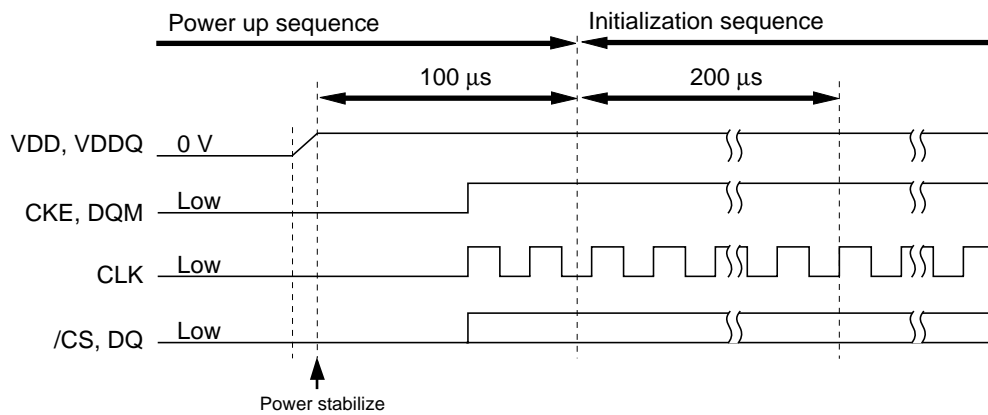 Power up sequence
Initialization sequence
100 μs
200 μs
VDD, VDDQ
0 V
CKE, DQM
Low
CLK
Low
/CS, DQ
Low
Power stabilize